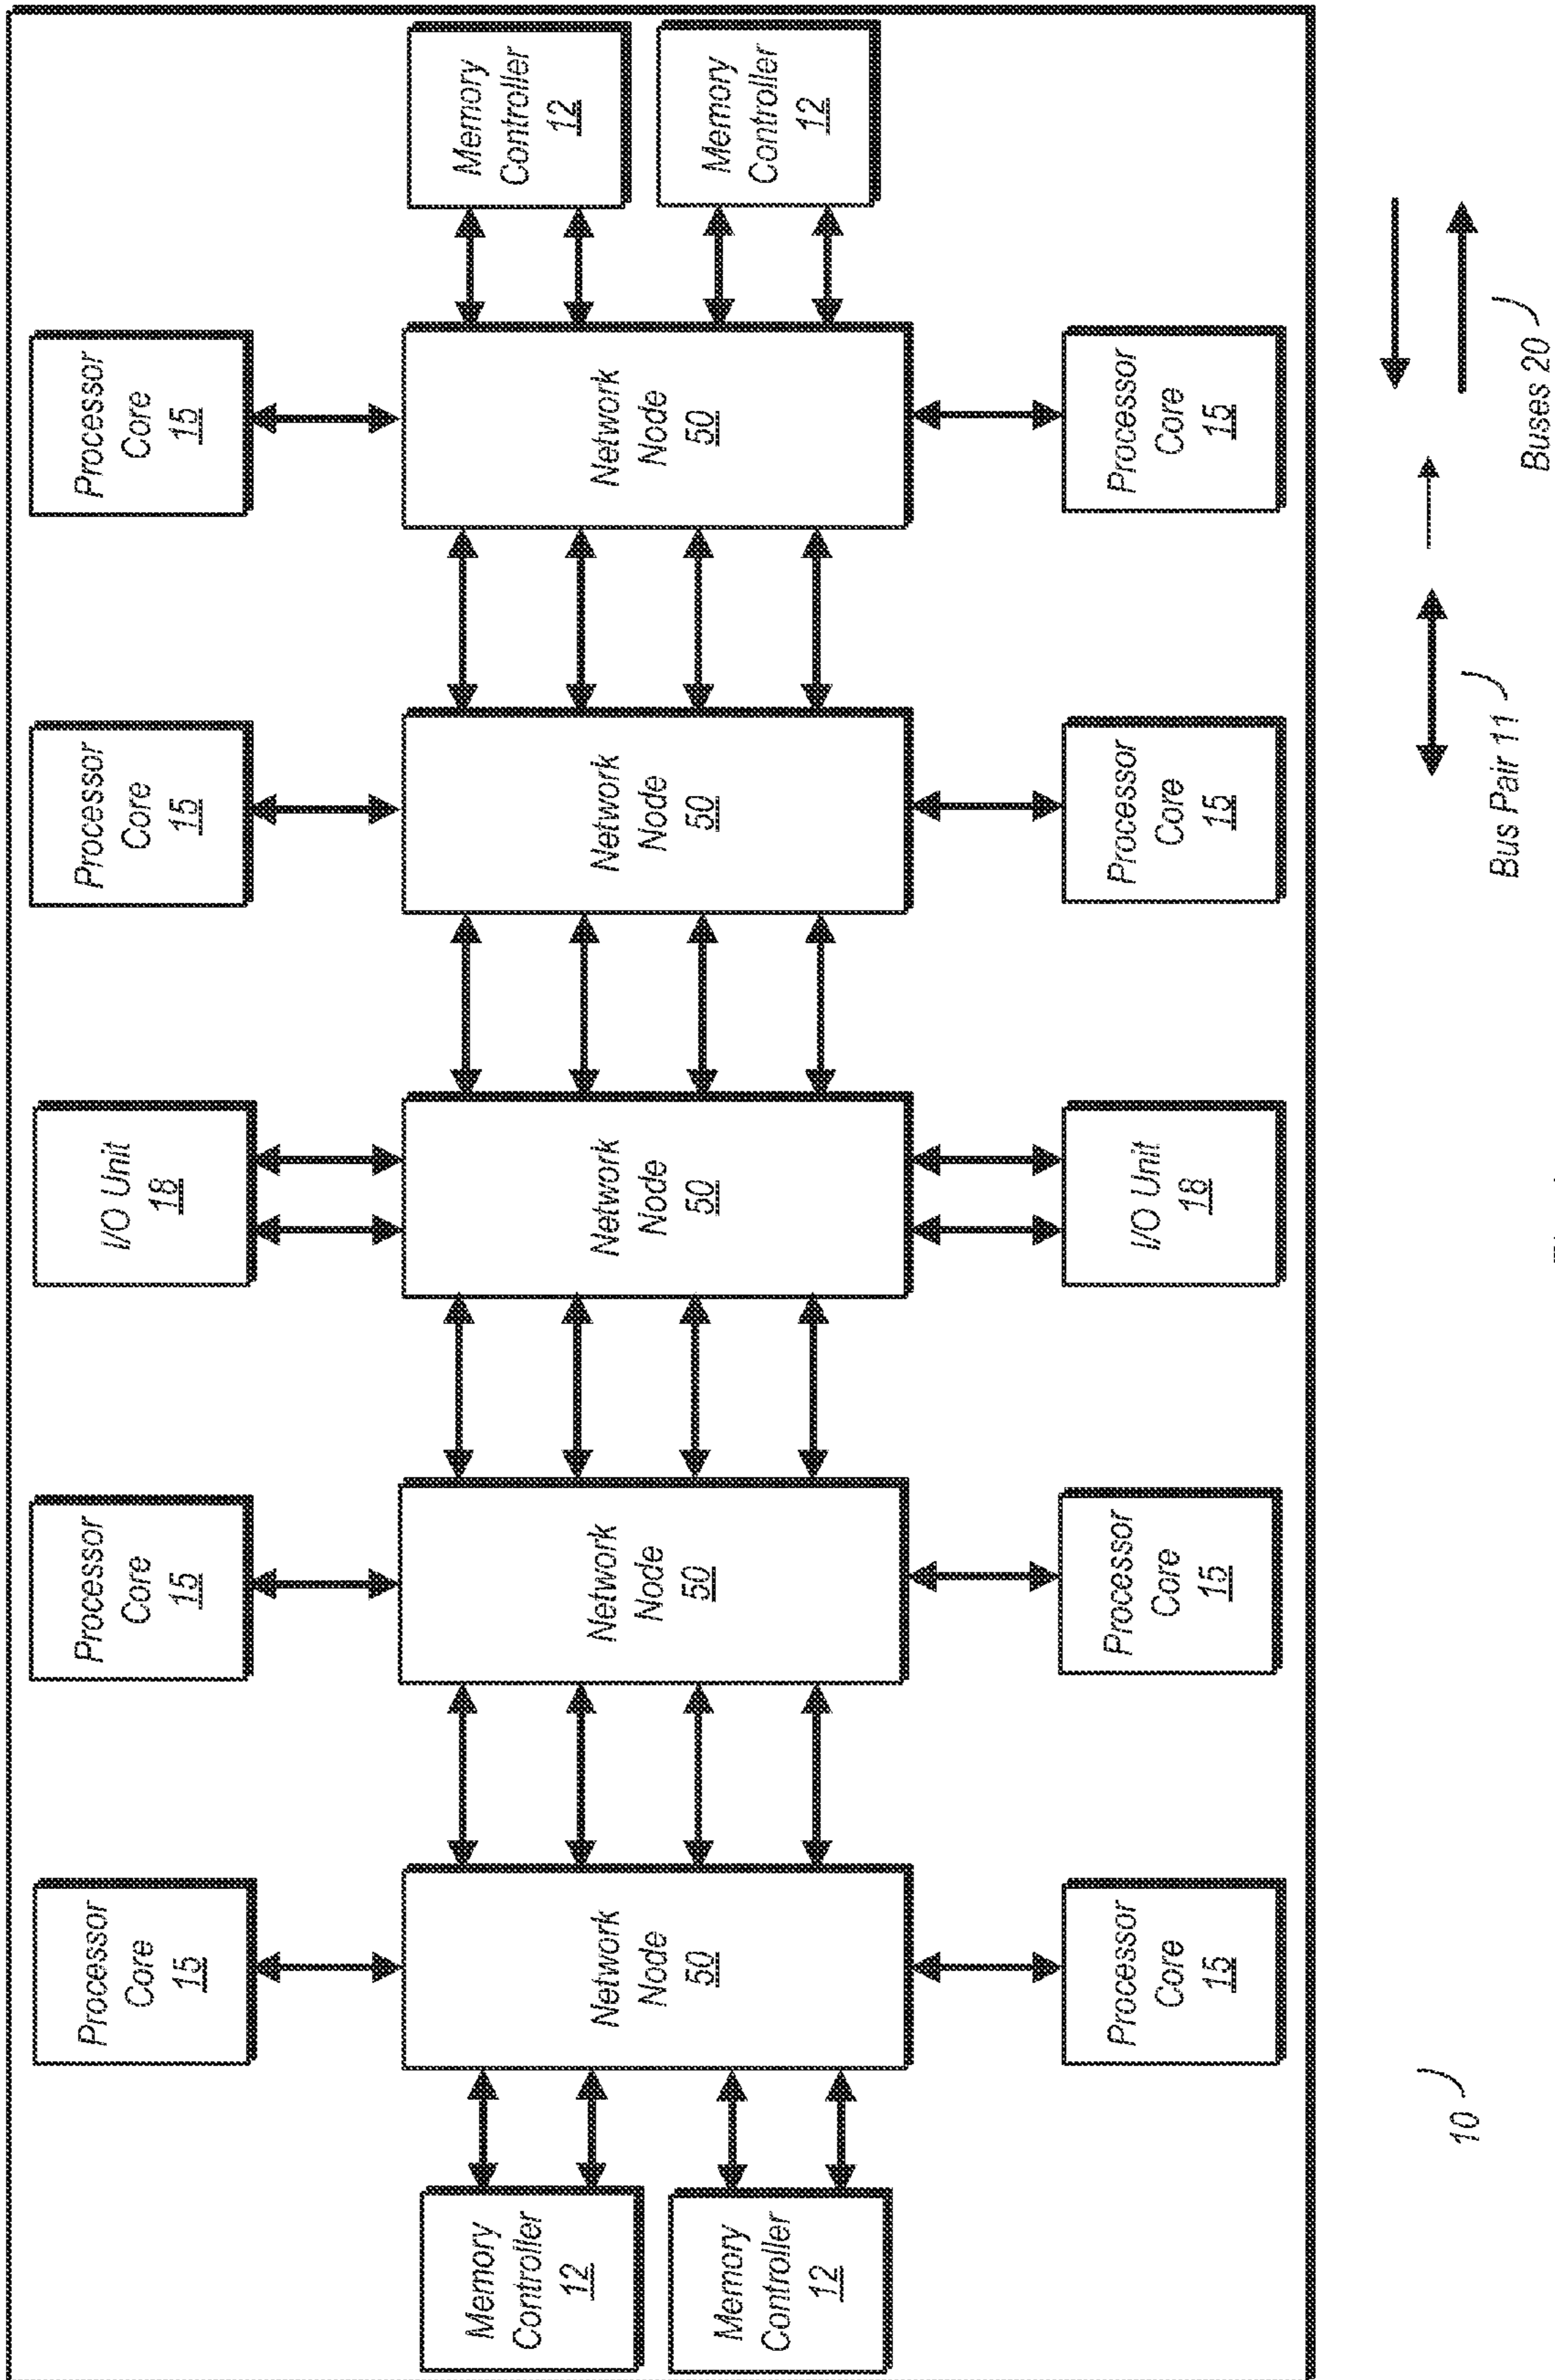 Processor
Core
15
Processor
Core
15
I/O Unit
18
Processor
Core
15
Processor
Core
15
Memory
Controller
12
Memory
Controller
12
Network
Node
50
Network
Node
50
Network
Node
50
Network
Node
50
Network
Node
50
Memory
Controller
12
Memory
Controller
12
Processor
Core
15
Processor
Core
15
I/O Unit
18
Processor
Core
15
Processor
Core
15
10
Bus Pair 11
Buses 20